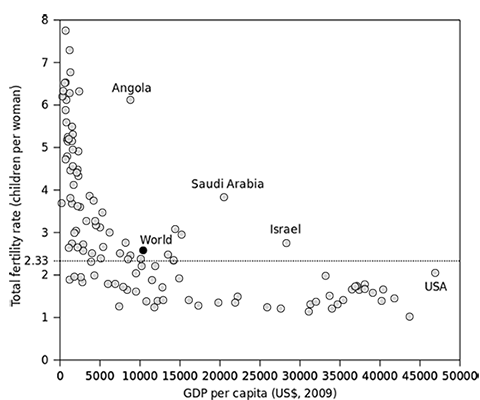 8
7
Angola
6
5
Saudi Arabia
4
Israel
3
World
2.33
2
USA
1
0
0 5000 10000 15000 20000 25000 30000 35000 40000 45000 50000
GDP per capita (US$, 2009)
Total fertility rate (children per woman)